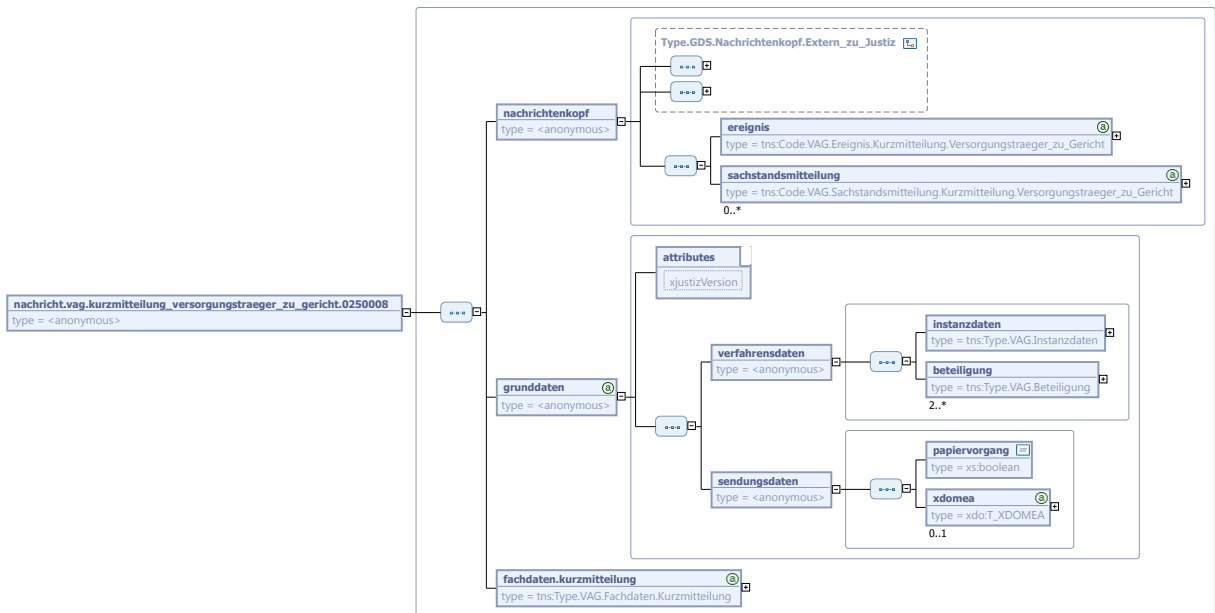 Type.GDS.Nachrichtenkopf.Extern_zu_Justiz
nachrichtenkopf
type = <anonymous>
ereignis
type = tns:Code.VAG.Ereignis.Kurzmitteilung.Versorgungstraeger_zu_Gericht
sachstandsmitteilung
type = tns:Code.VAG.Sachstandsmitteilung.Kurzmitteilung.Versorgungstraeger_zu_Gericht
0..*
attributes
xjustizVersion
nachricht.vag.kurzmitteilung_versorgungstraeger_zu_gericht.0250008
type = <anonymous>
instanzdaten
type = tns:Type.VAG.Instanzdaten
verfahrensdaten
type = <anonymous>
beteiligung
type = tns:Type.VAG.Beteiligung
2..*
grunddaten
type = <anonymous>
papiervorgang
type = xs:boolean
sendungsdaten
type = <anonymous>
xdomea
type = xdo:T_XDOMEA
0..1
fachdaten.kurzmitteilung
type = tns:Type.VAG.Fachdaten.Kurzmitteilung